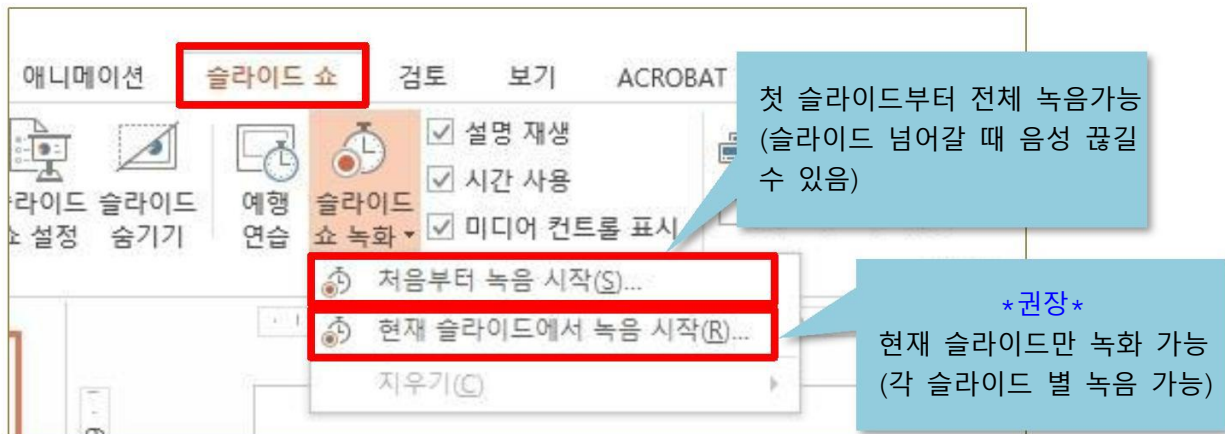 애니메이션 슬라이드 쇼 검토 보기 ACROBAT
첫 슬라이드부터 전체 녹음가능
(슬라이드 넘어갈 때 음성 끊길
수 있음)
라이드 슬라이드
설정 숨기기
예행
연습
슬라이드
쇼 녹화
설명 재생
시간 사용
미디어 컨트롤 표시
처음부터 녹음 시작(S)...
현재 슬라이드에서 녹음 시작(R)...
지우기(C)
*권장*
현재 슬라이드만 녹화 가능
(각 슬라이드 별 녹음 가능)